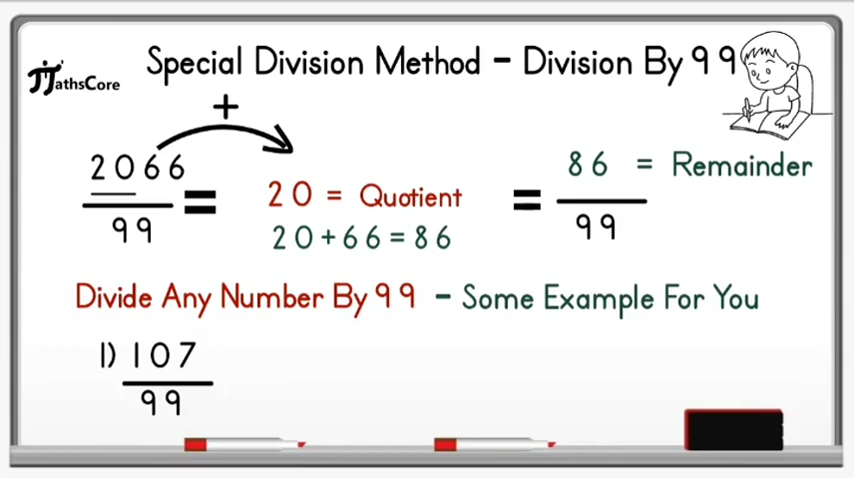 Special Division Method - Division By 99
πathsCore
+
2066
99
=
20 = Quotient
20+66=86
=
86 = Remainder
99
Divide Any Number By 99 - Some Example For You
1) 107
99